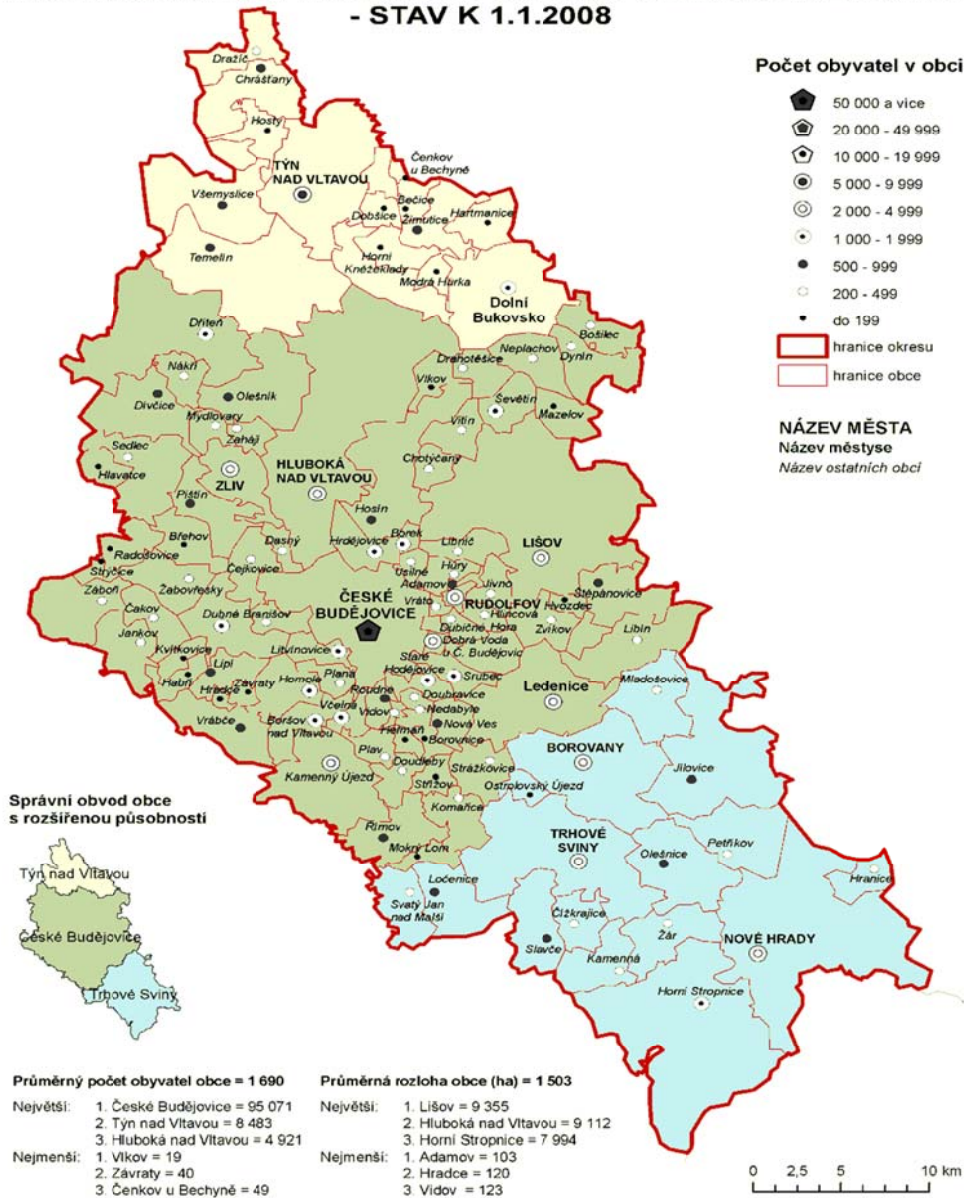 - STAV K 1.1.2008
Počet obyvatel v obci
50 000 a více
20 000 - 49 999
10 000 - 19 999
5 000 - 9 999
2 000 - 4 999
1 000 - 1 999
500 - 999
200 - 499
do 199
hranice okresu
hranice obce
NÁZEV MĚSTA
Název městyse
Název ostatních obcí
Dražíč
Chrášťany
Hosty
TÝN
NAD VLTAVOU
Čenkov
u Bechyně
Všemyslice
Bečice
Dobšice
Žimutice
Hartmanice
Temelín
Horní
Kněžeklady
Modrá Hůrka
Dolní
Bukovsko
Dříteň
Bošilec
Neplachov
Dynín
Drahotěšice
Nákří
Vlkov
Olešník
Ševětín
Mazelov
Dívčice
Mydlovary
Zahájí
Vitín
Sedlec
Chotýčany
Hlavatce
ZLIV
HLUBOKÁ
NAD VLTAVOU
Pištín
Hosín
Hrdějovice
Borek
Břehov
Dasný
Libníč
LIŠOV
Radošovice
Čejkovice
Úsilné
Hůry
Strýčice
Žabovřesky
Adamov
Jivno
Štěpánovice
Záboří
ČESKÉ
BUDĚJOVICE
Vráto
RUDOLFOV
Hvozdec
Čakov
Dubné
Branišov
Hlincová
Hora
Dubičné
Zvíkov
Jankov
Libín
Litvínovice
Dobrá Voda
u Č. Budějovic
Kvítkovice
Lipí
Staré
Hodějovice
Srubec
Habří
Závraty
Homole
Planá
Mladošovice
Hradce
Roudné
Doubravice
Včelná
Vidov
Nedabyle
Ledenice
Vrábče
Boršov
nad Vltavou
Nová Ves
Heřmaň
Borovnice
Plav
BOROVANY
Kamenný Újezd
Doudleby
Strážkovice
Jílovice
Střížov
Ostrolovský Újezd
Komařice
Římov
TRHOVÉ
SVINY
Petříkov
Mokrý Lom
Olešnice
Hranice
Ločenice
Svatý Jan
nad Malší
Čížkrajice
Žár
NOVÉ HRADY
Slavče
Kamenná
Horní Stropnice
Správní obvod obce
s rozšířenou působností
Týn nad Vltavou
České Budějovice
Trhové Sviny
Průměrný počet obyvatel obce = 1 690
Největší: 1. České Budějovice = 95 071
2. Týn nad Vltavou = 8 483
3. Hluboká nad Vltavou = 4 921
Nejmenší: 1. Vlkov = 19
2. Závraty = 40
3. Čenkov u Bechyně = 49
Průměrná rozloha obce (ha) = 1 503
Největší: 1. Lišov = 9 355
2. Hluboká nad Vltavou = 9 112
3. Horní Stropnice = 7 994
Nejmenší: 1. Adamov = 103
2. Hradce = 120
3. Vidov = 123
0 2,5 5 10 km